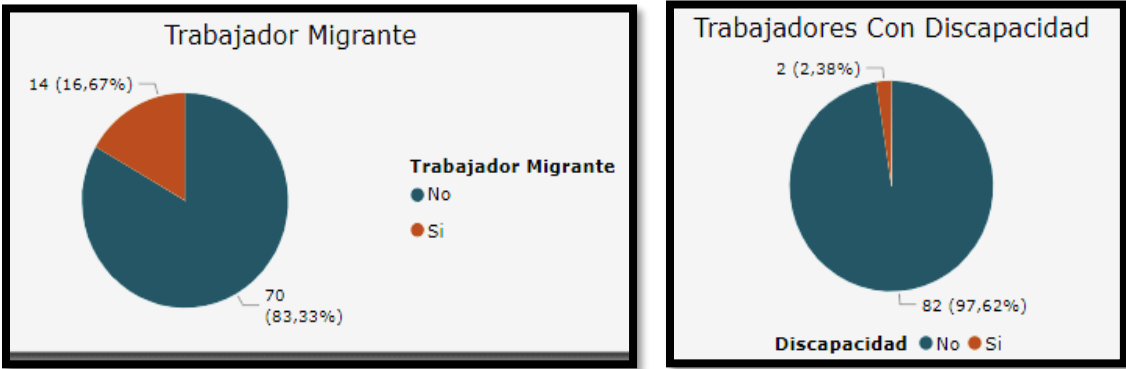 Trabajador Migrante
14 (16,67%)
Trabajador Migrante
No
Si
70
(83,33%)
Trabajadores Con Discapacidad
2 (2,38%)
82 (97,62%)
Discapacidad No Si